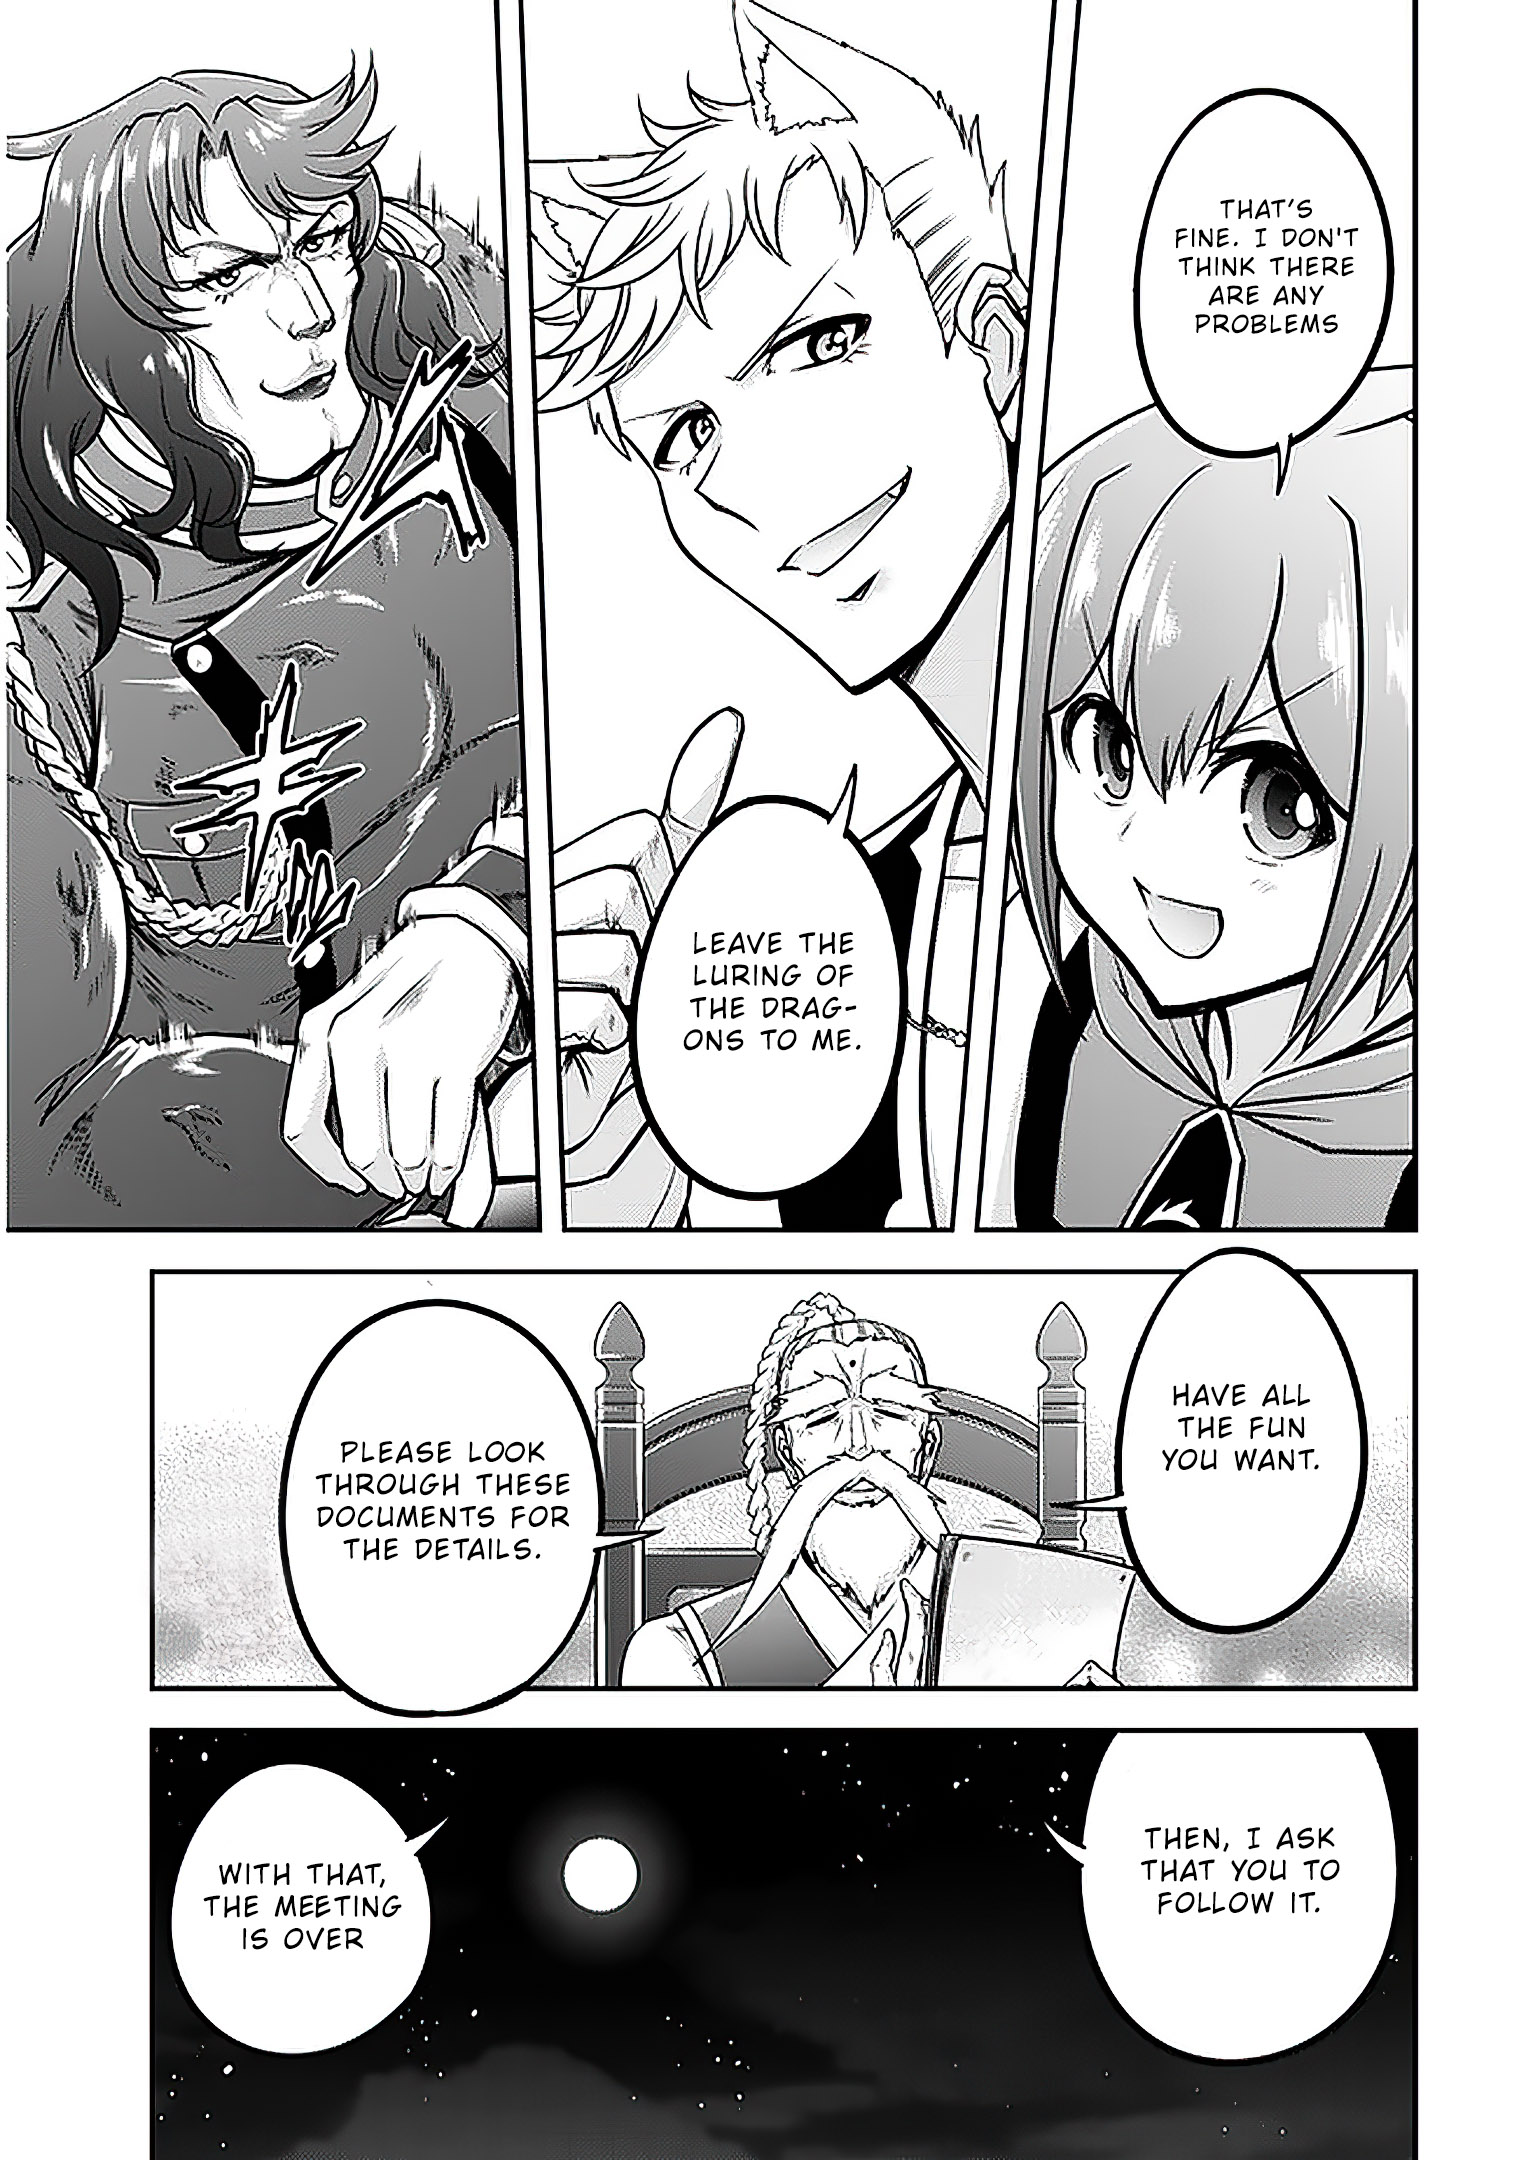 THAT'S
FINE. I DON'T
THINK THERE
ARE ANY
PROBLEMS
LEAVE THE
LURING OF
THE DRAG-
ONS TO ME.
HAVE ALL
THE FUN
YOU WANT.
PLEASE LOOK
THROUGH THESE
DOCUMENTS FOR
THE DETAILS.
THEN, I ASK
THAT YOU TO
FOLLOW IT.
WITH THAT,
THE MEETING
IS OVER